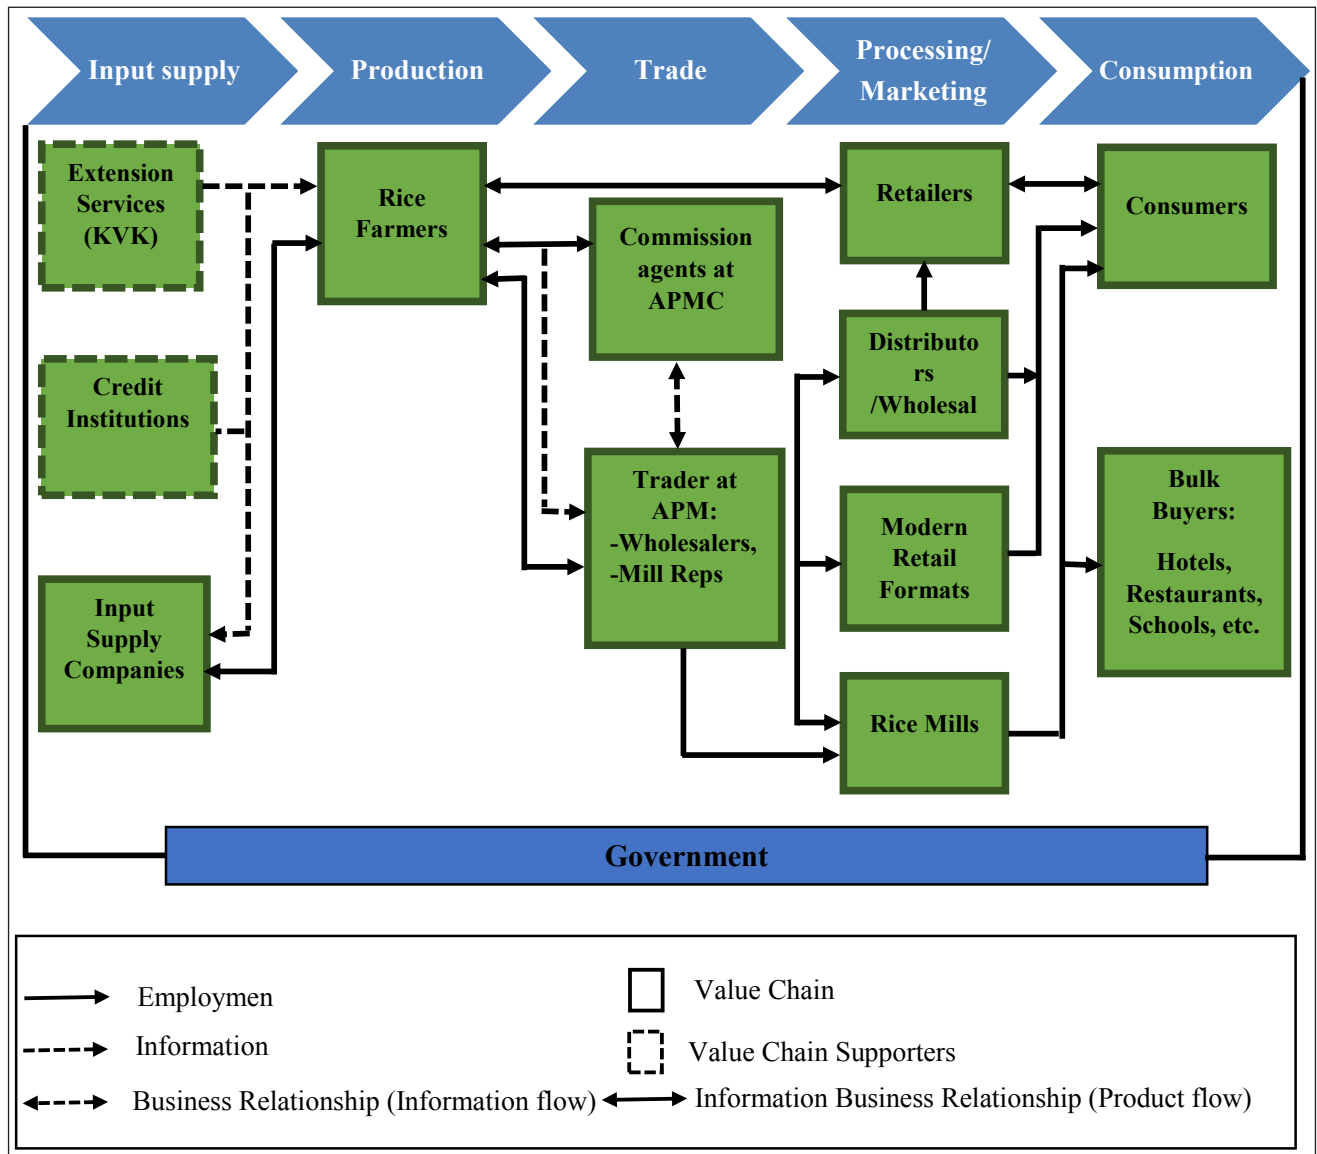 Input supply
Production
Trade
Processing/
Marketing
Consumption
Extension
Services
(KVK)
Credit
Institutions
Input
Supply
Companies
Rice
Farmers
Commission
agents at
APMC
Trader at
APM:
-Wholesalers,
-Mill Reps
Retailers
Distributo
rs
/Wholesal
Modern
Retail
Formats
Rice Mills
Consumers
Bulk
Buyers:
Hotels,
Restaurants,
Schools, etc.
Government
Employmen
Value Chain
Information
Value Chain Supporters
Business Relationship (Information flow)
Information Business Relationship (Product flow)